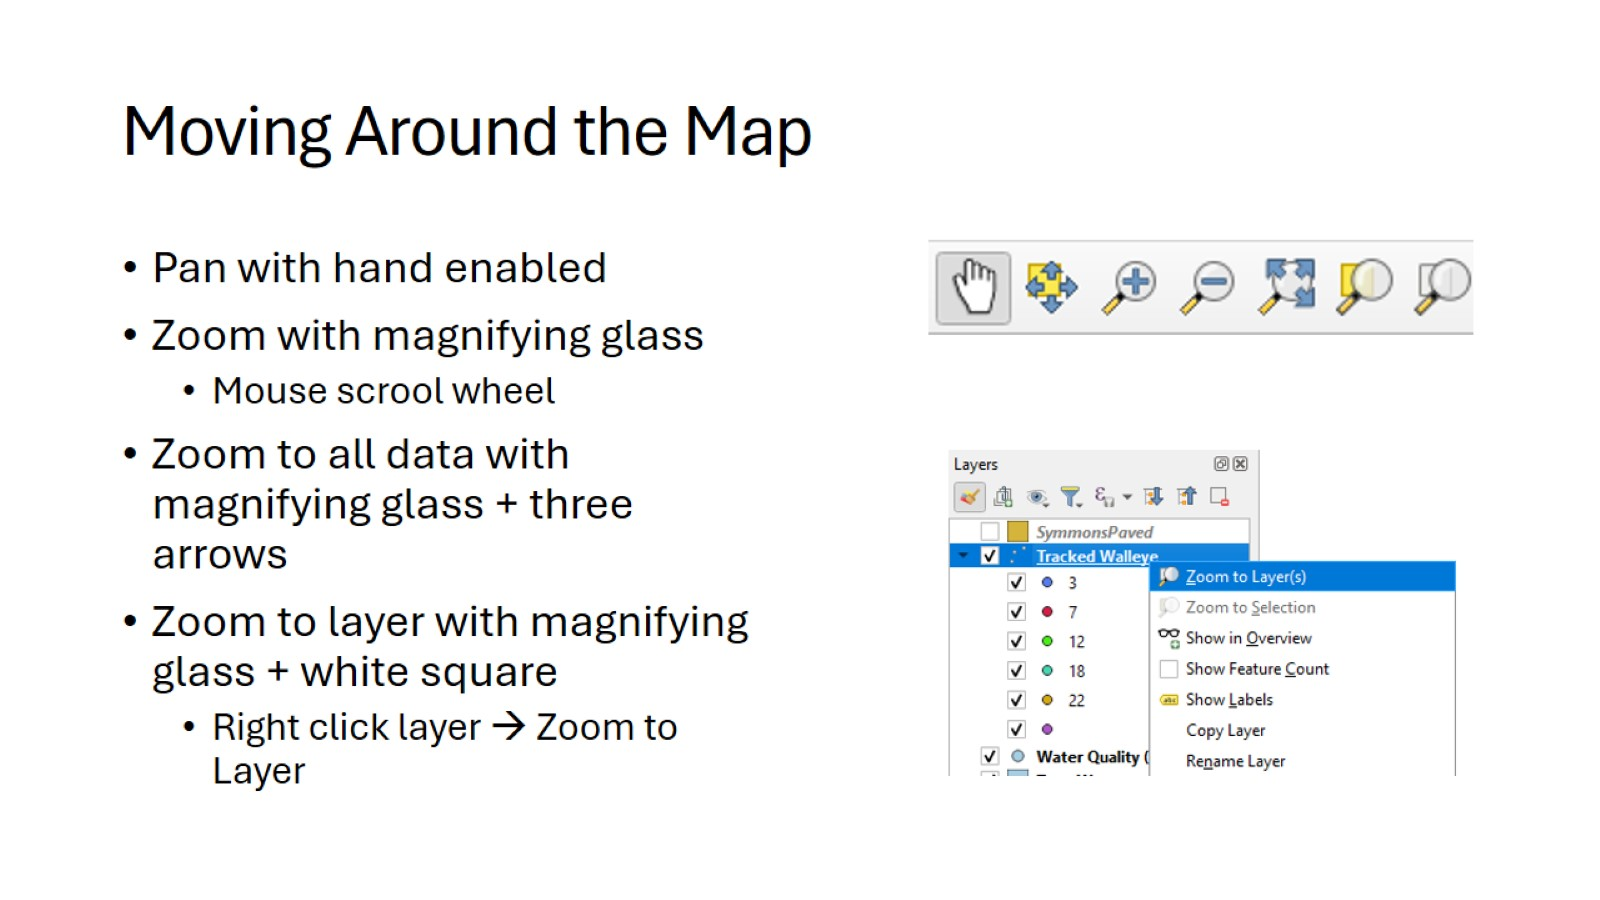 Moving Around the Map
• Pan with hand enabled
• Zoom with magnifying glass
• Mouse scrool wheel
• Zoom to all data with
magnifying glass + three
arrows
• Zoom to layer with magnifying
glass + white square
• Right click layer → Zoom to
Layer
Layers
SymmonsPaved
Tracked Walleye
3
7
12
18
22
Water Quality (
Zoom to Layer(s)
Zoom to Selection
Show in Overview
Show Feature Count
abc Show Labels
Copy Layer
Rename Layer